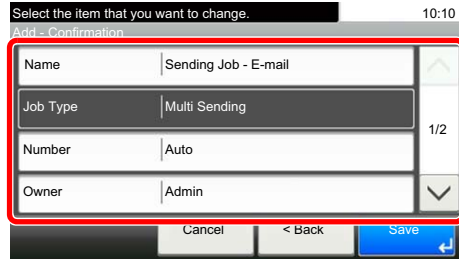 Select the item that you want to change.
10:10
Add - Confirmation
Name Sending Job - E-mail
Job Type Multi Sending
1/2
Number Auto
Owner Admin
Cancel < Back Save